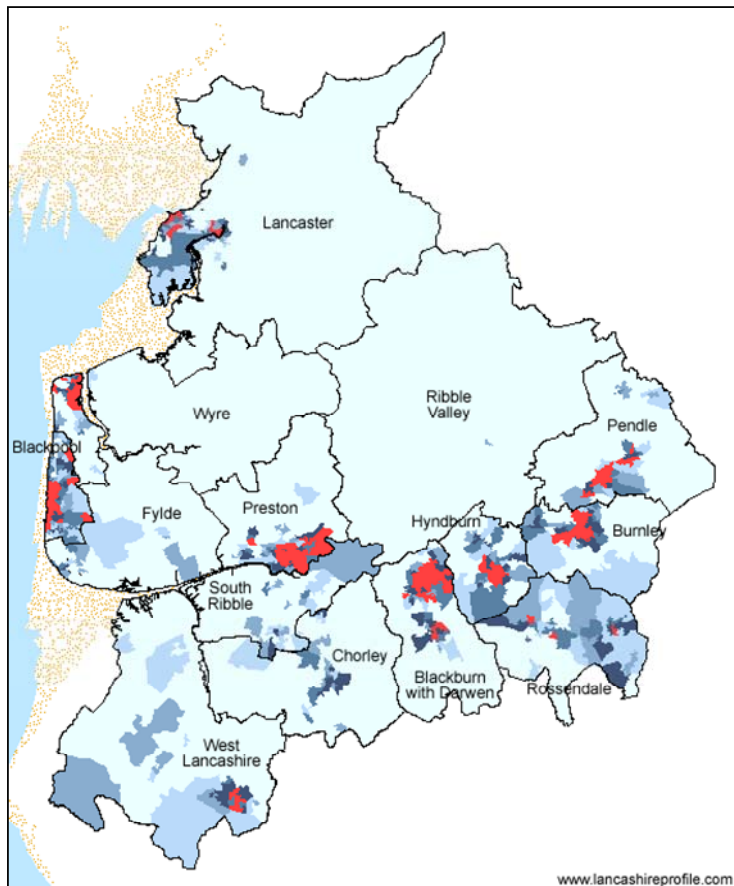 Lancaster
Wyre
Ribble
Valley
Pendle
Blackpool
Fylde
Preston
Hyndburn
Burnley
South
Ribble
Chorley
Blackburn
with Darwen
Rossendale
West
Lancashire
www.lancashireprofile.com